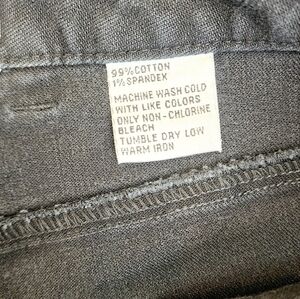 99% COTTON
1% SPANDEX
MACHINE WASH COLD
WITH LIKE COLORS
ONLY NON-CHLORINE
BLEACH
TUMBLE DRY LOW
WARM IRON